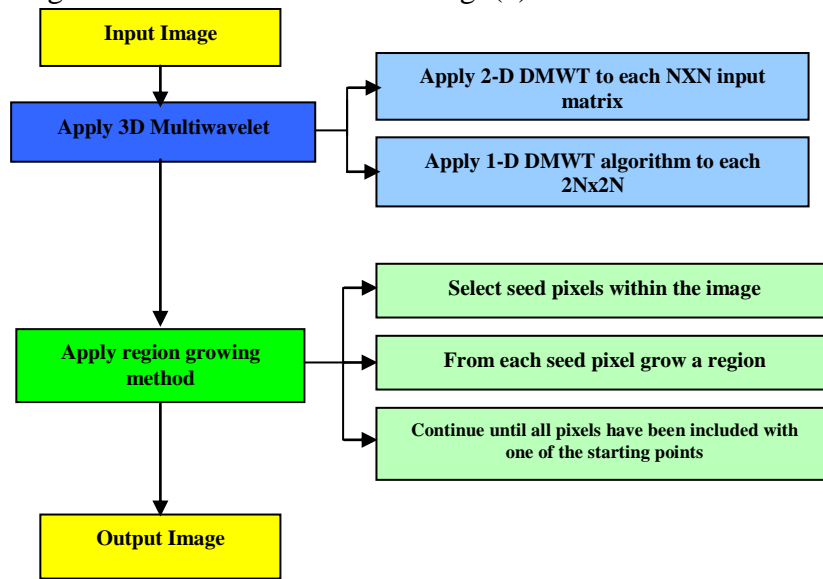 Input Image
Apply 3D Multiwavelet
Apply 2-D DMWT to each NXN input
matrix
Apply 1-D DMWT algorithm to each
2Nx2N
Apply region growing
method
Select seed pixels within the image
From each seed pixel grow a region
Continue until all pixels have been included with
one of the starting points
Output Image